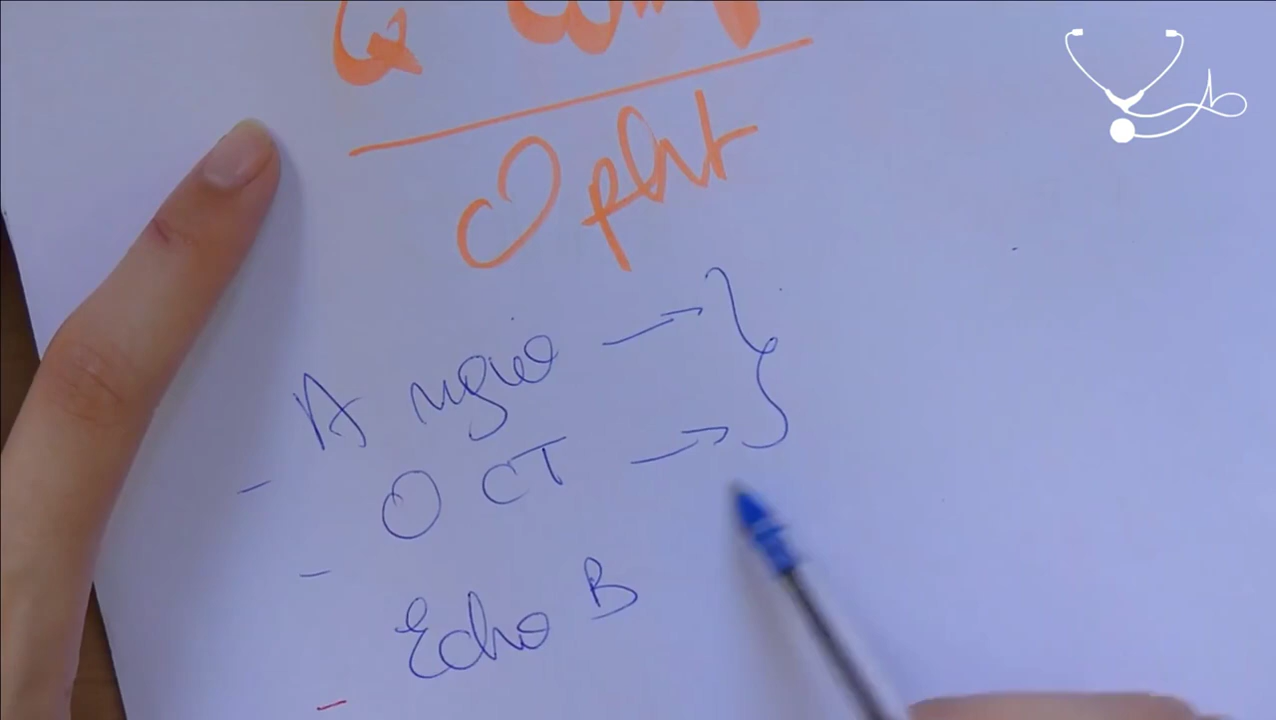 Opht
Angio →
- OCT →
- Echo B
-